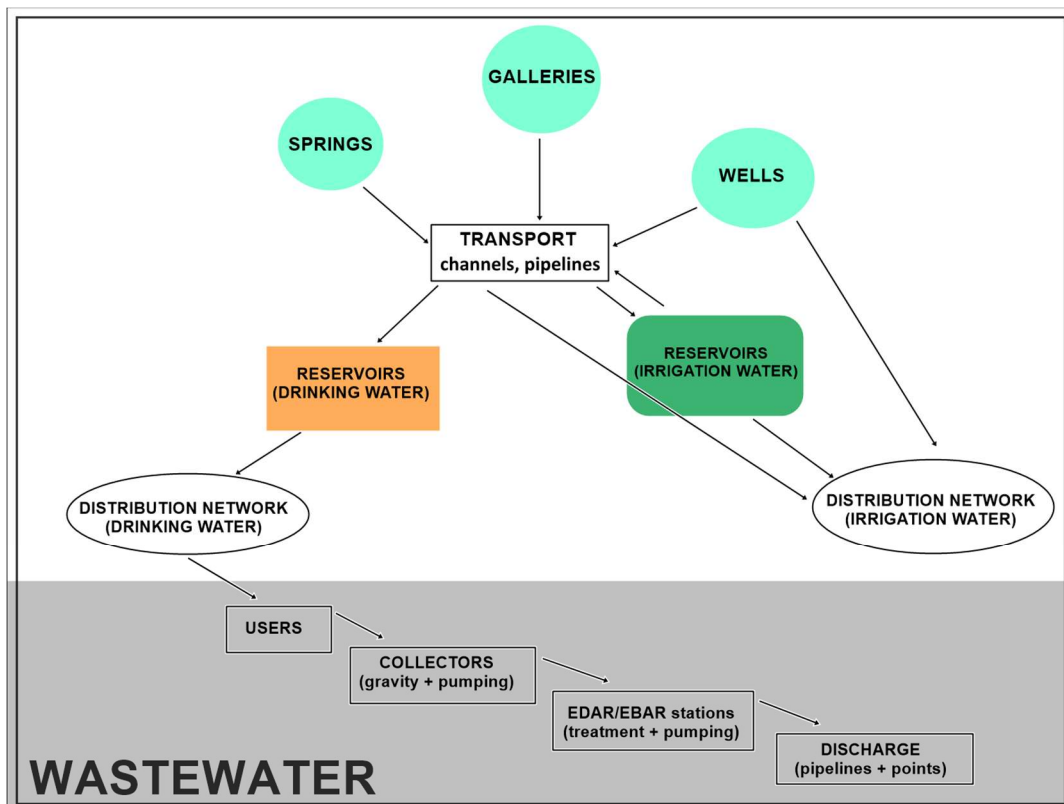 GALLERIES
SPRINGS
WELLS
TRANSPORT
channels, pipelines
RESERVOIRS
(DRINKING WATER)
RESERVOIRS
(IRRIGATION WATER)
DISTRIBUTION NETWORK
(DRINKING WATER)
DISTRIBUTION NETWORK
(IRRIGATION WATER)
USERS
COLLECTORS
(gravity + pumping)
EDAR/EBAR stations
(treatment + pumping)
DISCHARGE
(pipelines + points)
WASTEWATER